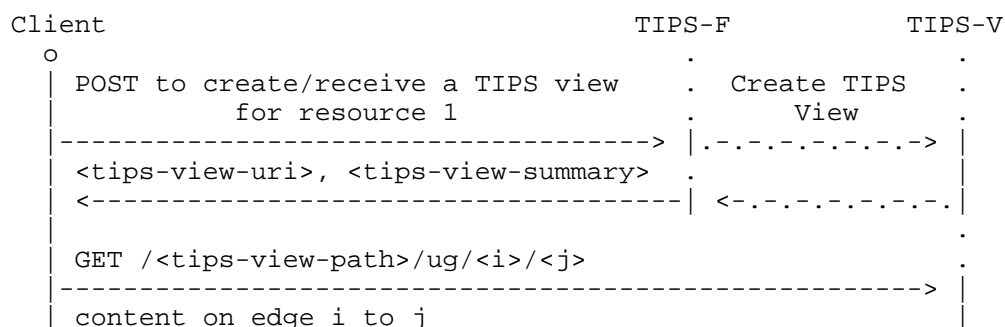 Client                                           TIPS-F            TIPS-V
  o                                                 .                  .
  | POST to create/receive a TIPS view      .   Create TIPS    .
  |           for resource 1                .       View       .
  |-------------------------------------> |.-.-.-.-.-.-.-> |
  | <tips-view-uri>, <tips-view-summary>  .                  |
  | <-------------------------------------| <-.-.-.-.-.-.-.|
  |                                                            .
  | GET /<tips-view-path>/ug/<i>/<j>                           .
  |------------------------------------------------------> |
  | content on edge i to j                                     |